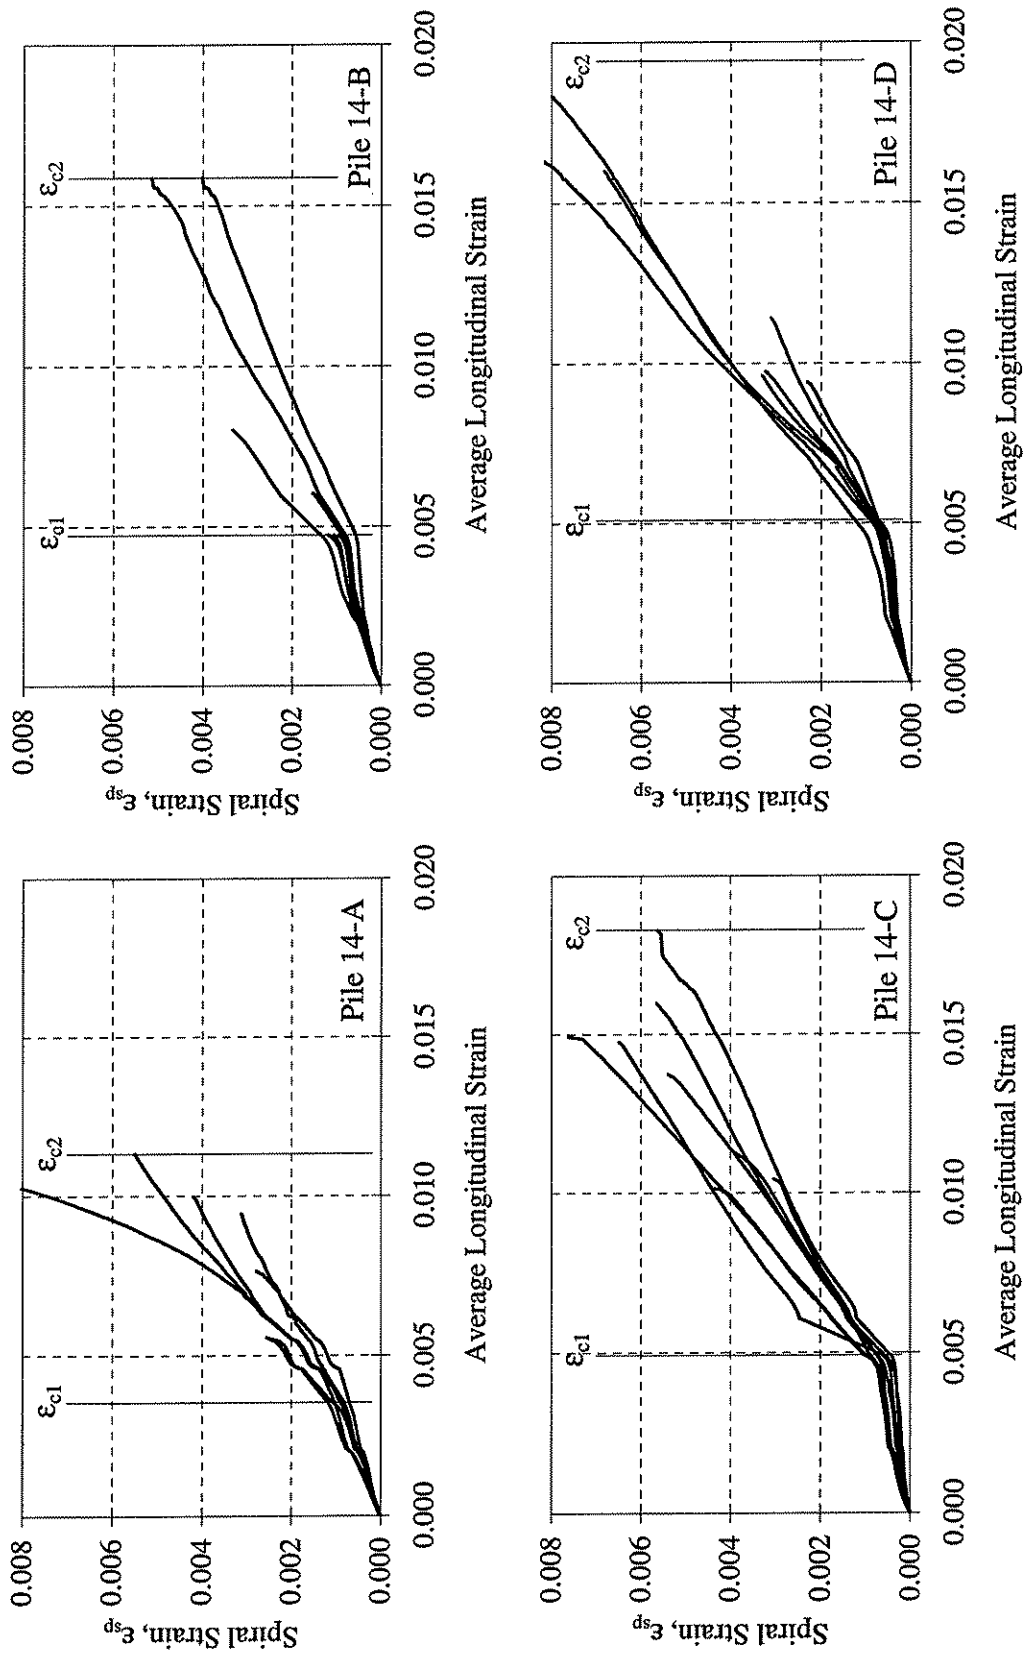 0.008
0.006
0.004
0.002
0.000
Spiral Strain, εsp
εc1
εc2
Pile 14-A
0.000
0.005
0.010
0.015
0.020
Average Longitudinal Strain
0.008
0.006
0.004
0.002
0.000
Spiral Strain, εsp
εc1
εc2
Pile 14-B
0.000
0.005
0.010
0.015
0.020
Average Longitudinal Strain
0.008
0.006
0.004
0.002
0.000
Spiral Strain, εsp
εc1
εc2
Pile 14-C
0.000
0.005
0.010
0.015
0.020
Average Longitudinal Strain
0.008
0.006
0.004
0.002
0.000
Spiral Strain, εsp
εc1
εc2
Pile 14-D
0.000
0.005
0.010
0.015
0.020
Average Longitudinal Strain